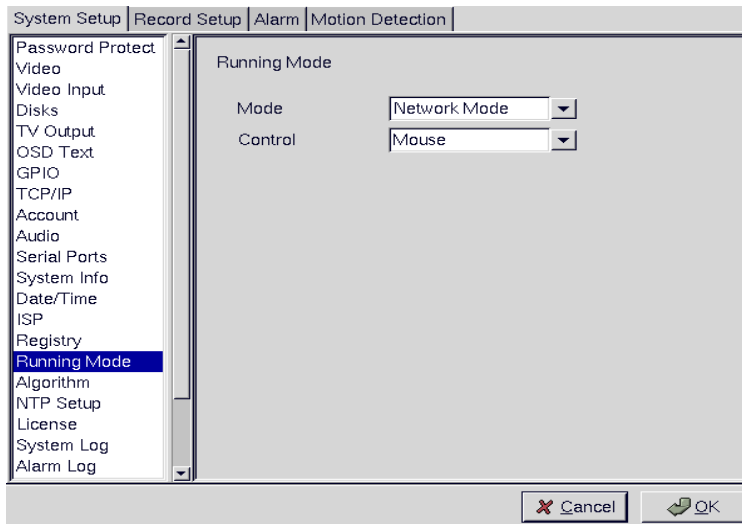 System Setup Record Setup Alarm Motion Detection
Password Protect
Video
Video Input
Disks
TV Output
OSD Text
GPIO
TCP/IP
Account
Audio
Serial Ports
System Info
Date/Time
ISP
Registry
Running Mode
Algorithm
NTP Setup
License
System Log
Alarm Log
Running Mode
Mode Network Mode
Control Mouse
Cancel OK